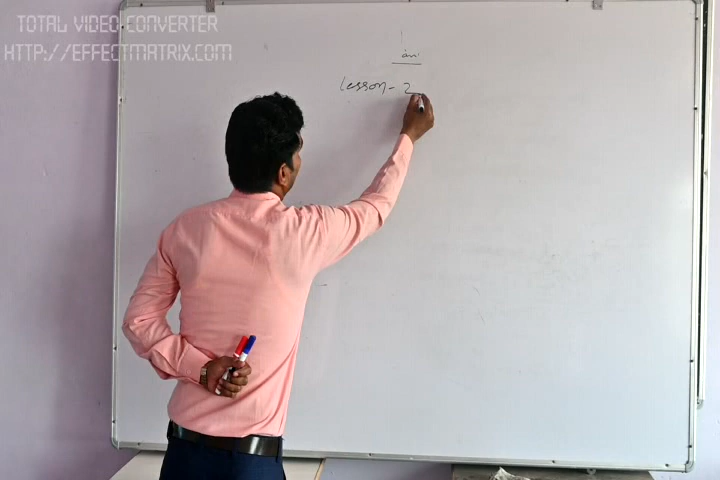 TOTAL VIDEO CONVERTER
HTTP://EFFECTMATRIX.COM
Lesson - 2